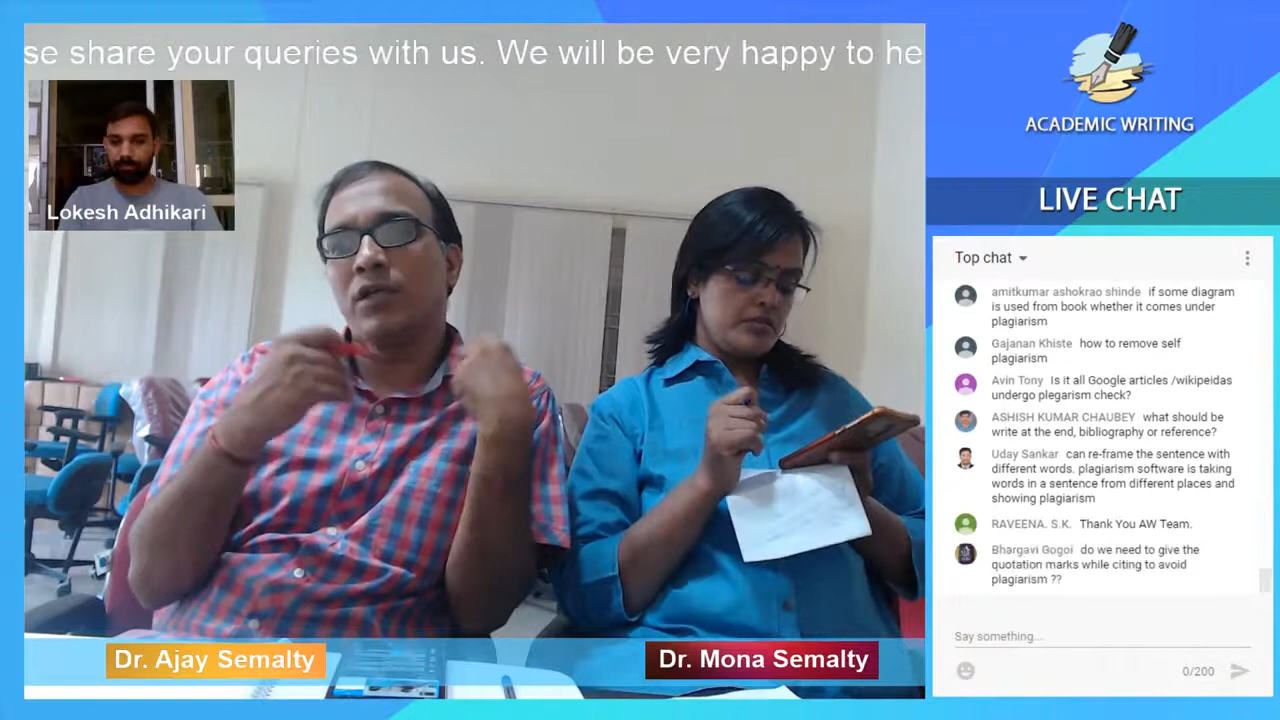 se share your queries with us. We will be very happy to he
Lokesh Adhikari
Dr. Ajay Semalty
Dr. Mona Semalty
ACADEMIC WRITING
LIVE CHAT
Top chat
amitkumar ashokrao shinde if some diagram
is used from book whether it comes under
plagiarism
Gajanan Khiste how to remove self
plagiarism
Avin Tony Is it all Google articles /wikipeidas
undergo plegarism check?
ASHISH KUMAR CHAUBEY what should be
write at the end, bibliography or reference?
Uday Sankar can re-frame the sentence with
different words. plagiarism software is taking
words in a sentence from different places and
showing plagiarism
RAVEENA. S.K. Thank You AW Team.
Bhargavi Gogoi do we need to give the
quotation marks while citing to avoid
plagiarism ??
Say something...
0/200